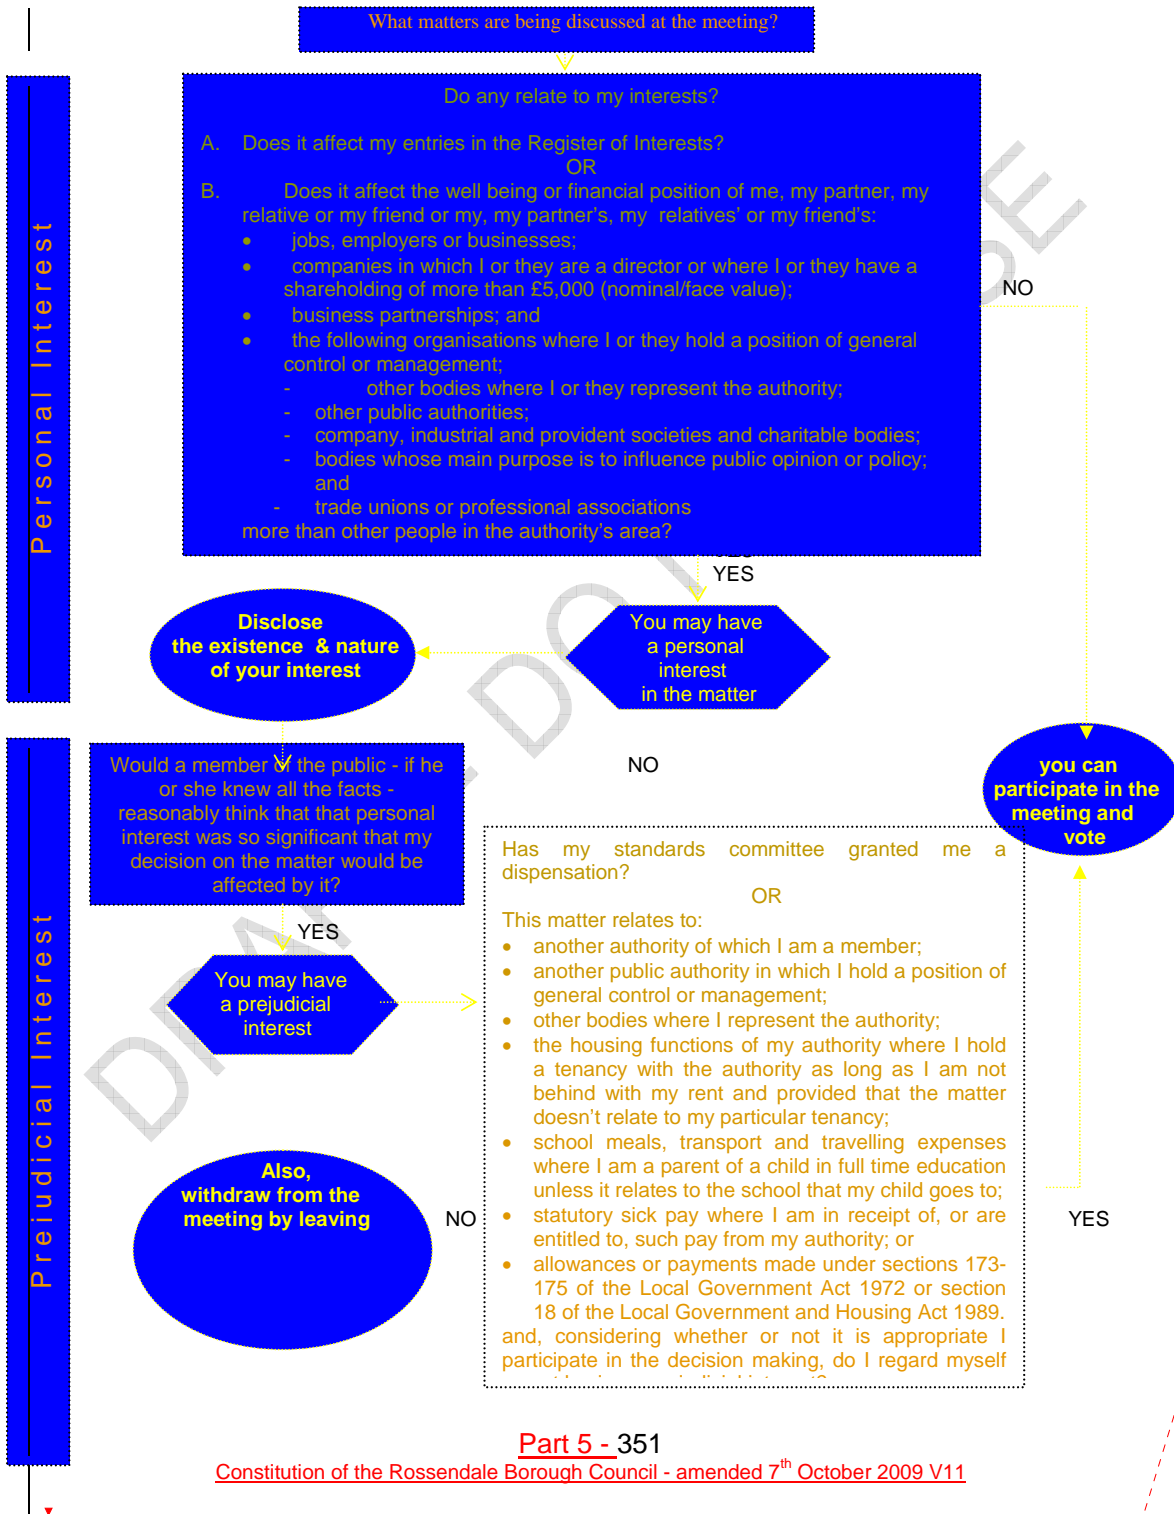 What matters are being discussed at the meeting?
Do any relate to my interests?
A. Does it affect my entries in the Register of Interests?
OR
B. Does it affect the well being or financial position of me, my partner, my
relative or my friend or my, my partner's, my relatives' or my friend's:
• jobs, employers or businesses;
• companies in which I or they are a director or where I or they have a
shareholding of more than £5,000 (nominal/face value);
• business partnerships; and
• the following organisations where I or they hold a position of general
control or management;
- other bodies where I or they represent the authority;
- other public authorities;
- company, industrial and provident societies and charitable bodies;
- bodies whose main purpose is to influence public opinion or policy;
and
- trade unions or professional associations
more than other people in the authority's area?
Personal Interest
NO
YES
You may have
a personal
interest
in the matter
Disclose
the existence & nature
of your interest
Would a member of the public - if he
or she knew all the facts -
reasonably think that that personal
interest was so significant that my
decision on the matter would be
affected by it?
NO
you can
participate in the
meeting and
vote
YES
You may have
a prejudicial
interest
Prejudicial Interest
Has my standards committee granted me a
dispensation?
OR
This matter relates to:
• another authority of which I am a member;
• another public authority in which I hold a position of
general control or management;
• other bodies where I represent the authority;
• the housing functions of my authority where I hold
a tenancy with the authority as long as I am not
behind with my rent and provided that the matter
doesn't relate to my particular tenancy;
• school meals, transport and travelling expenses
where I am a parent of a child in full time education
unless it relates to the school that my child goes to;
• statutory sick pay where I am in receipt of, or are
entitled to, such pay from my authority; or
• allowances or payments made under sections 173-
175 of the Local Government Act 1972 or section
18 of the Local Government and Housing Act 1989.
and, considering whether or not it is appropriate I
participate in the decision making, do I regard myself
Also,
withdraw from the
meeting by leaving
NO
YES
Part 5 - 351
Constitution of the Rossendale Borough Council - amended 7th October 2009 V11